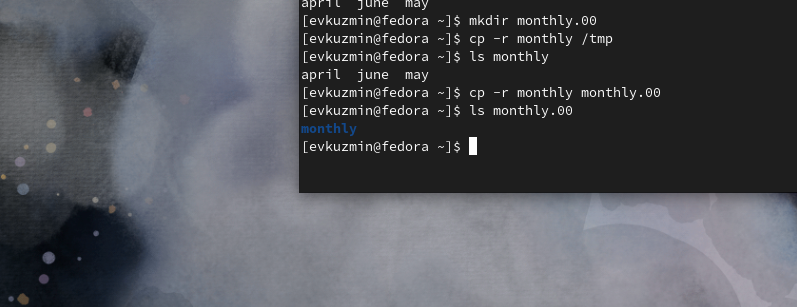 april  june  may
[evkuzmin@fedora ~]$ mkdir monthly.00
[evkuzmin@fedora ~]$ cp -r monthly /tmp
[evkuzmin@fedora ~]$ ls monthly
april  june  may
[evkuzmin@fedora ~]$ cp -r monthly monthly.00
[evkuzmin@fedora ~]$ ls monthly.00
monthly
[evkuzmin@fedora ~]$